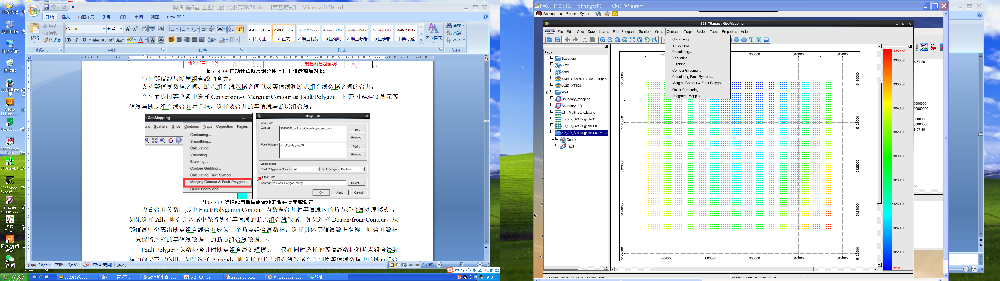 构造-第6章-工业制图-张小芳0823.docx [兼容模式] - Microsoft Word
开始 插入 页面布局 引用 邮件 审阅 视图 novaPDF
剪切
复制
粘贴 格式刷
Calibri 五号
AaBbCcDdEe AaBbCcDdEe AaBbCcDdEe AaBbCcDdEe AaBbCcDdEe AaBbCcDdEe AaBbCcDdEe
样式 正... 正文 不明显强调 明显强调 不明显参考 明显参考 书籍标题
更改样式
查找
替换
选择
剪贴板 字体 段落 样式 编辑
我的文档
我的电脑
网上邻居
回收站
360驱动大师
Adobe Illust...
BaseLi...
CAJViewer 6.0
DFDraw4.0
GeForce Experi...
McAfee Securi...
VNC Viewer
极速PDF阅读器
微信
输入断层组合线 输出断层组合线
图 6-3-39 自动计算断层组合线上升下降盘前后对比
（7）等值线与断层组合线的合并
支持等值线数据之间、断点组合线数据之间以及等值线和断点组合线数据之间的合并。
在平面成图菜单条中选择 Conversion-> Merging Contour & Fault Polygon，打开图 6-3-40 所示等
值线与断层组合线合并对话框，选择要合并的等值线与断层组合线。
: GeoMapping
ons Scatters Grids Contours Traps Correction Facies
Contouring...
Smoothing...
Calculating...
Vacuating...
Blanking...
Contour Gridding...
Calculating Fault Symbol...
Merging Contour & Fault Polygon...
Quick Contouring...
Merge Data
Input Data
Contour 20210201_wt1.ls.grid.con.ls.grid.smo.con Add...
Remove
Fault Polygon wt1_F_polygon_3D Add...
Remove
Merge Mode
Fault Polygon in Contour All Fault Polygon Replace
Output Data
Contour wt1_con_Polygon_merge Select...
OK Apply Cancel
图 6-3-40 等值线与断层组合线的合并及参数设置
设置合并参数，其中 Fault Polygon in Contour 为数据合并时等值线内的断点组合线处理模式，
如果选择 All，则合并数据中保留所有等值线的断点组合线数据；如果选择 Detach from Contour，从
等值线中分离出断点组合线合并成为一个断点组合线数据；选择具体等值线数据名称，则合并数据
中只保留选择的等值线数据中的断点组合线数据；
Fault Polygon 为数据合并时断点组合线处理模式，仅在同时选择的等值线数据和断点组合线数
据的前提下起作用。如果选择 Append，则选择的断点组合线数据合并到原等值线数据中的断点组合
页面: 16/50 字数: 20,661 英语(美国) 插入 170%
2020年... WORD
开始 0823修改ppt... 构造-第6章-... 云计算平台 ... hw2-010:12 ... mapping_pic... 03-wellpre_... 微信 9:30
hw2-010:12 (zhangxf) - VNC Viewer
Applications Places System
S21_T0.map : GeoMapping
File Edit View Draw Layers Fault Polygons Scatters Grids Contours Traps Facies Tools Properties Help
Contouring...
Smoothing...
Calculating...
Vacuating...
Blanking...
Contour Gridding...
Calculating Fault Symbol...
Merging Contour & Fault Polygon...
Quick Contouring...
Integrated Mapping...
Layer
Basemap
dq2D
dq3d
dq3d->20170417_s21_long45_
dq2D->TS21
Well
Boundary_mapping
Boundary_3D
s21_Multi_sand.ls.grid
3D_2D_S21.ls.grid200
3D_2D_S21.ls.grid1000
3D_2D_S21.ls.grid1000.smo.co
Contour
Fault
608000 610000 612000
5130000 5130000
5128000 5128000
5126000 5126000
5124000 5124000
5122000 5122000
604000 606000 608000 610000 612000
1389.58
1380.00
1360.00
1340.00
1320.00
1300.00
1280.00
1260.00
1240.00
1220.00
1204.85
8:57:30
0000000
0000000
00000000
8:57:30
00
Merge Contour & Fault Polygon Data X: 604787.98 Y: 5131633.75